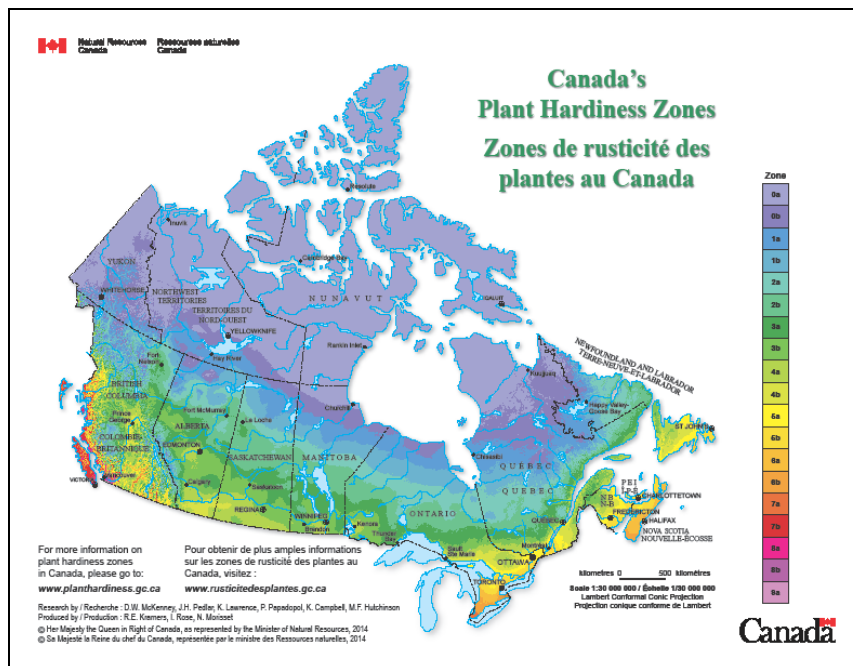 Natural Resources Ressources naturelles
Canada Canada
Canada's
Plant Hardiness Zones
Zones de rusticité des
plantes au Canada
Zone
0a
0b
1a
1b
2a
2b
3a
3b
4a
4b
5a
5b
6a
6b
7a
7b
8a
8b
9a
Resolute
Inuvik
Cambridge Bay
YUKON
WHITEHORSE
NORTHWEST
TERRITORIES
TERRITOIRES DU
NORD-OUEST
NUNAVUT
IQALUIT
YELLOWKNIFE
Hay River
Rankin Inlet
NEWFOUNDLAND AND LABRADOR
TERRE-NEUVE-ET-LABRADOR
Fort
Nelson
Kuujjuaq
BRITISH
COLUMBIA
Churchill
Happy Valley-
Goose Bay
Fort McMurray
La Loche
Prince
George
ALBERTA
COLOMBIE-
BRITANNIQUE
EDMONTON
SASKATCHEWAN
MANITOBA
Chisasibi
QUEBEC
QUÉBEC
ST JOHN'S
VICTORIA
Vancouver
Calgary
Saskatoon
REGINA
WINNIPEG
Brandon
Kenora
ONTARIO
Thunder
Bay
Sault
Ste Marie
QUÉBEC
Montréal
OTTAWA
TORONTO
PEI
Î-P-É
CHARLOTTETOWN
NB
N-B
FREDERICTON
HALIFAX
NOVA SCOTIA
NOUVELLE-ÉCOSSE
For more information on
plant hardiness zones
in Canada, please go to:
www.planthardiness.gc.ca
Pour obtenir de plus amples informations
sur les zones de rusticité des plantes au
Canada, visitez :
www.rusticitedesplantes.gc.ca
kilometres 0 500 kilomètres
Scale 1:30 000 000 / Échelle 1/30 000 000
Lambert Conformal Conic Projection
Projection conique conforme de Lambert
Research by / Recherche : D.W. McKenney, J.H. Pedlar, K. Lawrence, P. Papadopol, K. Campbell, M.F. Hutchinson
Produced by / Production : R.E. Kramers, I. Rose, N. Morisset
© Her Majesty the Queen in Right of Canada, as represented by the Minister of Natural Resources, 2014
© Sa Majesté la Reine du chef du Canada, représentée par le ministre des Ressources naturelles, 2014
Canada